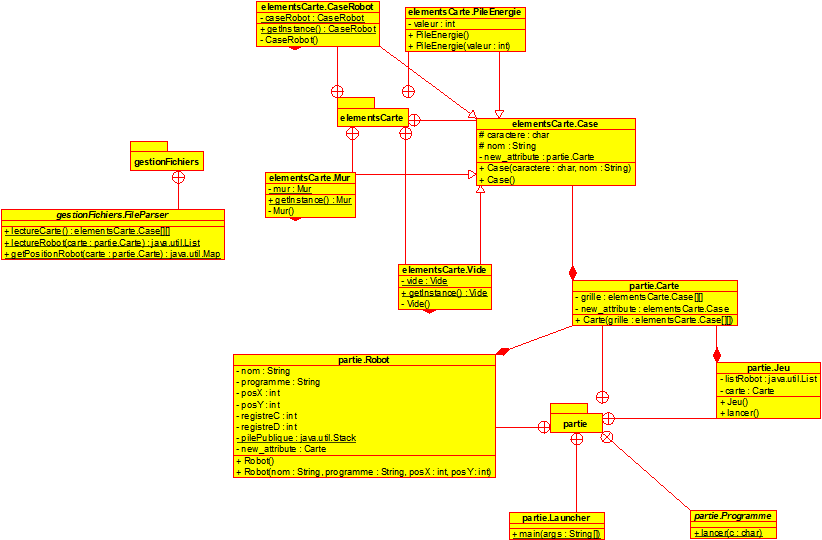 elementsCarte.CaseRobot
- caseRobot : CaseRobot
+ getInstance() : CaseRobot
- CaseRobot()
elementsCarte.PileEnergie
- valeur : int
+ PileEnergie()
+ PileEnergie(valeur : int)
elementsCarte
elementsCarte.Case
# caractere : char
# nom : String
- new_attribute : partie.Carte
+ Case(caractere : char, nom : String)
+ Case()
gestionFichiers
elementsCarte.Mur
- mur : Mur
+ getInstance() : Mur
- Mur()
gestionFichiers.FileParser
+ lectureCarte() : elementsCarte.Case[][]
+ lectureRobot(carte : partie.Carte) : java.util.List
+ getPositionRobot(carte : partie.Carte) : java.util.Map
elementsCarte.Vide
- vide : Vide
+ getInstance() : Vide
- Vide()
partie.Carte
- grille : elementsCarte.Case[][]
- new_attribute : elementsCarte.Case
+ Carte(grille : elementsCarte.Case[][])
partie.Robot
- nom : String
- programme : String
- posX : int
- posY : int
- registreC : int
- registreD : int
- pilePublique : java.util.Stack
- new_attribute : Carte
+ Robot()
+ Robot(nom : String, programme : String, posX : int, posY : int)
partie.Jeu
- listRobot : java.util.List
- carte : Carte
+ Jeu()
+ lancer()
partie
partie.Launcher
+ main(args : String[])
partie.Programme
+ lancer(c : char)